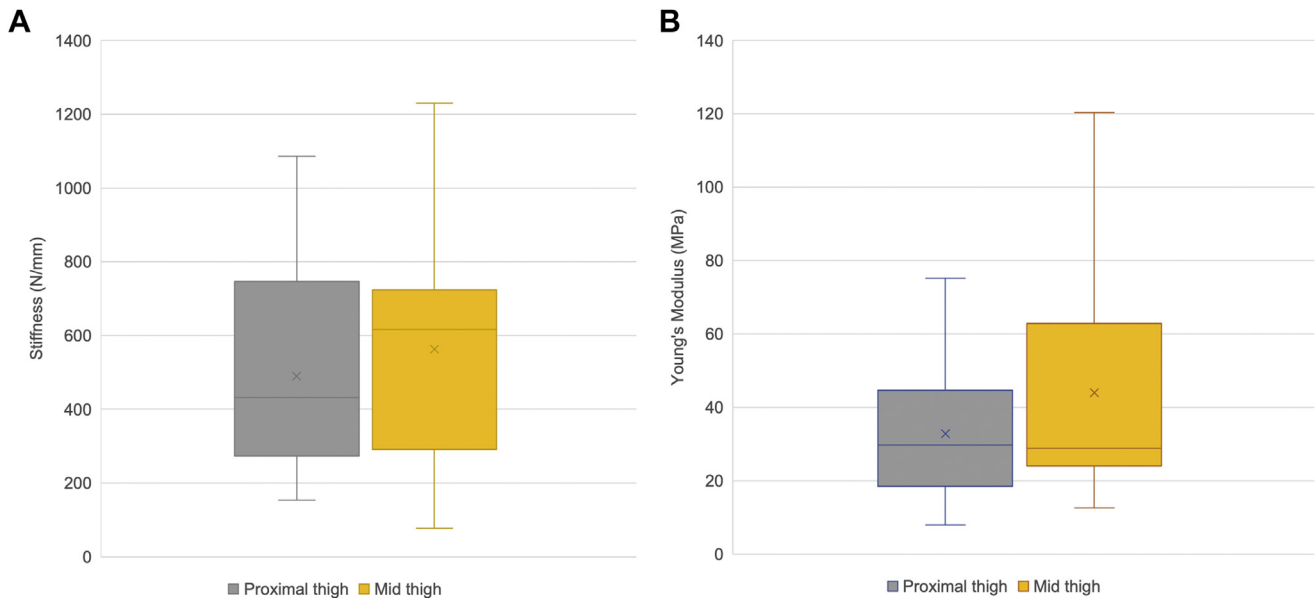 A
Stiffness (N/mm)
1400
1200
1000
800
600
400
200
0
Proximal thigh
Mid thigh
B
Young's Modulus (MPa)
140
120
100
80
60
40
20
0
Proximal thigh
Mid thigh